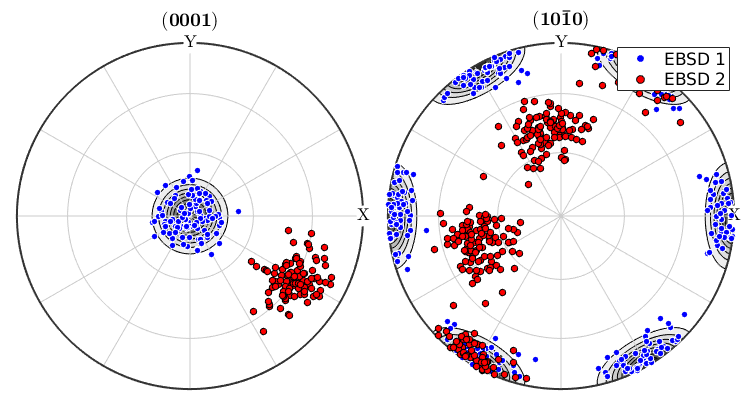 (0001)
Y
X
(101̄0)
Y
X
EBSD 1
EBSD 2